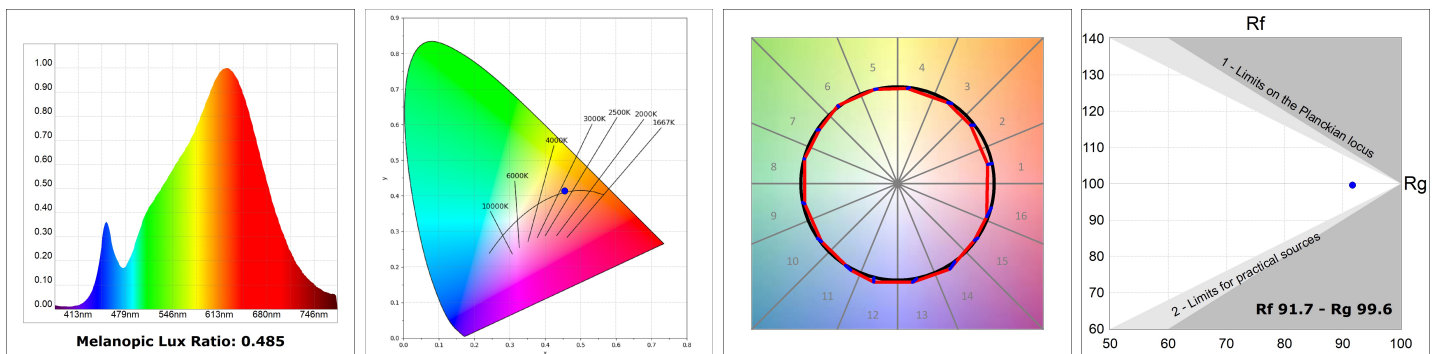 1.00
0.90
0.80
0.70
0.60
0.50
0.40
0.30
0.20
0.10
0.00
413nm 479nm 546nm 613nm 680nm 746nm
Melanopic Lux Ratio: 0.485
0.9
0.8
0.7
0.6
0.5
0.4
0.3
0.2
0.1
0.0
y
0.0 0.1 0.2 0.3 0.4 0.5 0.6 0.7 0.8
x
10000K
6000K
4000K
3000K
2500K
2000K
1667K
1
2
3
4
5
6
7
8
9
10
11
12
13
14
15
16
Rf
140
130
120
110
100
90
80
70
60
50 60 70 80 90 100
Rg
1 - Limits on the Planckian locus
2 - Limits for practical sources
Rf 91.7 - Rg 99.6